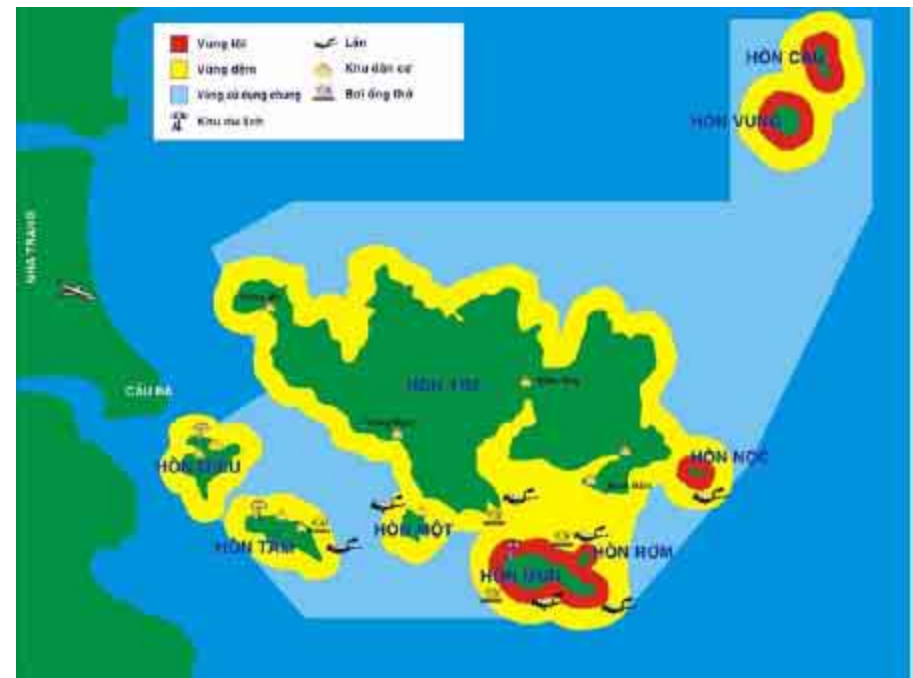 Vùng lõi
Vùng đệm
Vùng sử dụng chung
Khu du lịch
Lặn
Khu dân cư
Bơi ống thở
HÒN CAU
HÒN VUNG
NHA TRANG
CẦU ĐÁ
HÒN TRE
HÒN NỌC
HÒN MIỄU
HÒN TẰM
HÒN MỘT
HÒN MUN
HÒN RƠM